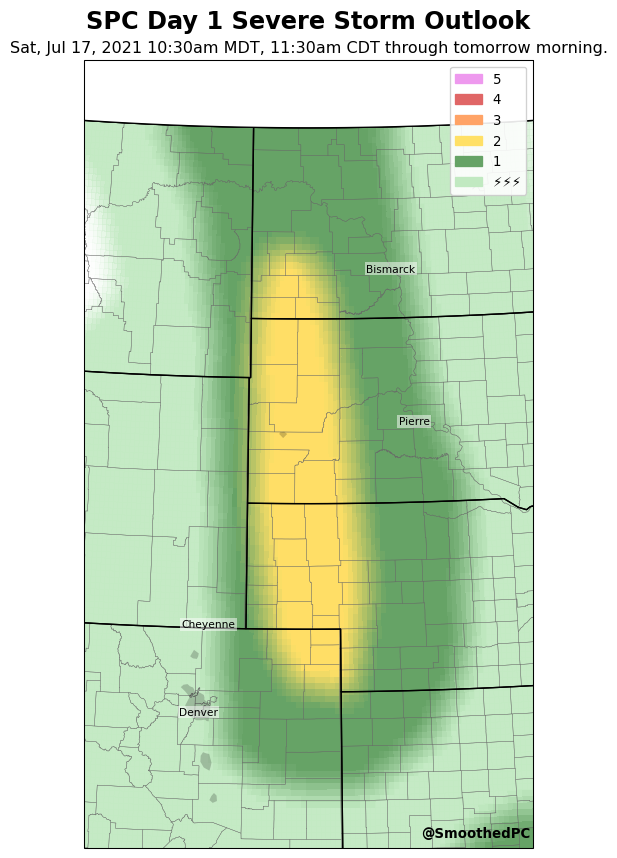 SPC Day 1 Severe Storm Outlook
Sat, Jul 17, 2021 10:30am MDT, 11:30am CDT through tomorrow morning.
5
4
3
2
1
⚡⚡⚡
Bismarck
Pierre
Cheyenne
Denver
@SmoothedPC